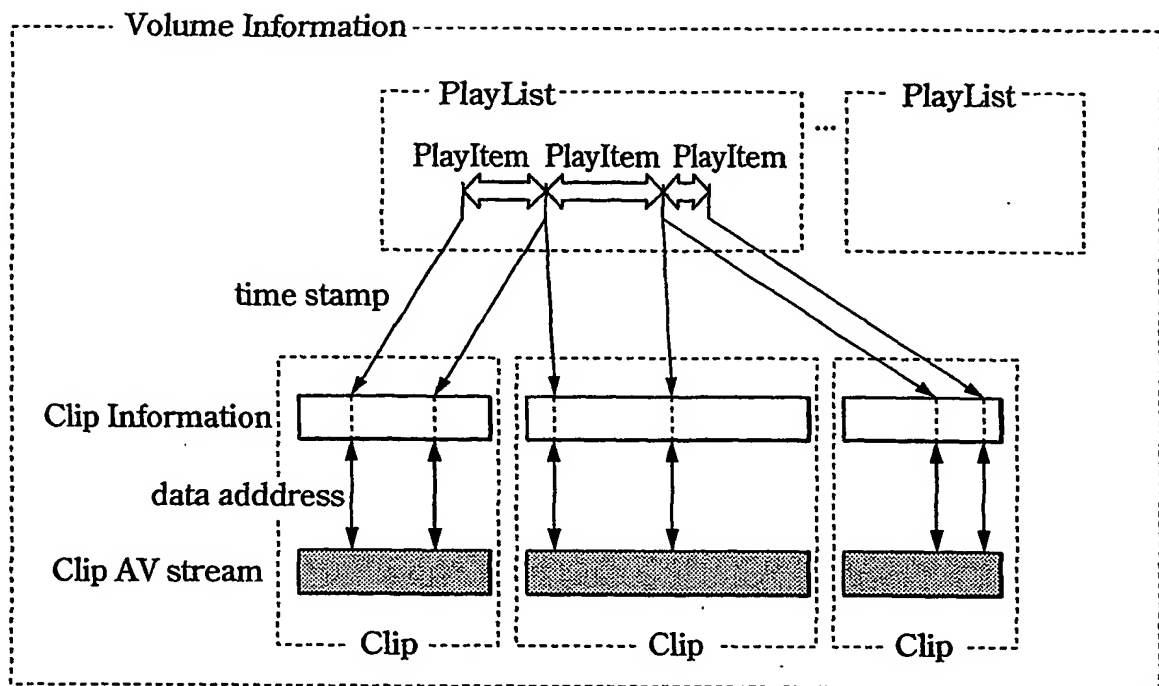 Volume Information
PlayList
PlayList
...
PlayItem PlayItem PlayItem
time stamp
Clip Information
data adddress
Clip AV stream
Clip
Clip
Clip